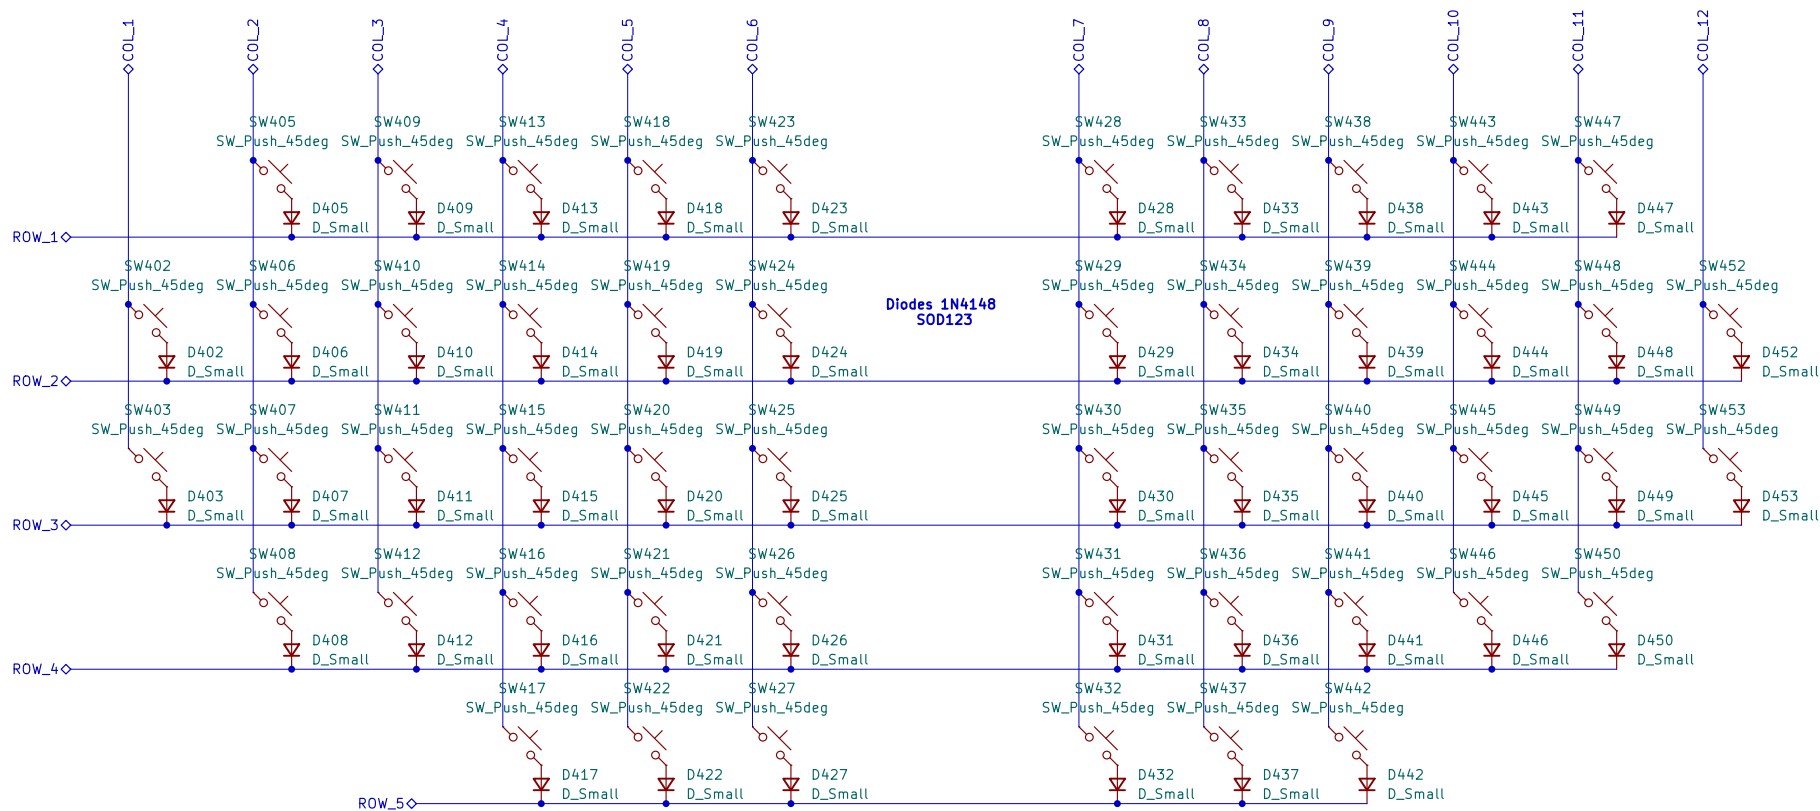 COL_1 COL_2 COL_3 COL_4 COL_5 COL_6 COL_7 COL_8 COL_9 COL_10 COL_11 COL_12
SW405 SW409 SW413 SW418 SW423 SW428 SW433 SW438 SW443 SW447
SW_Push_45deg SW_Push_45deg SW_Push_45deg SW_Push_45deg SW_Push_45deg SW_Push_45deg SW_Push_45deg SW_Push_45deg SW_Push_45deg SW_Push_45deg
D405 D409 D413 D418 D423 D428 D433 D438 D443 D447
D_Small D_Small D_Small D_Small D_Small D_Small D_Small D_Small D_Small D_Small
ROW_1
SW402 SW406 SW410 SW414 SW419 SW424 SW429 SW434 SW439 SW444 SW448 SW452
SW_Push_45deg SW_Push_45deg SW_Push_45deg SW_Push_45deg SW_Push_45deg SW_Push_45deg SW_Push_45deg SW_Push_45deg SW_Push_45deg SW_Push_45deg SW_Push_45deg SW_Push_45deg
Diodes 1N4148
SOD123
D402 D406 D410 D414 D419 D424 D429 D434 D439 D444 D448 D452
D_Small D_Small D_Small D_Small D_Small D_Small D_Small D_Small D_Small D_Small D_Small D_Small
ROW_2
SW403 SW407 SW411 SW415 SW420 SW425 SW430 SW435 SW440 SW445 SW449 SW453
SW_Push_45deg SW_Push_45deg SW_Push_45deg SW_Push_45deg SW_Push_45deg SW_Push_45deg SW_Push_45deg SW_Push_45deg SW_Push_45deg SW_Push_45deg SW_Push_45deg SW_Push_45deg
D403 D407 D411 D415 D420 D425 D430 D435 D440 D445 D449 D453
D_Small D_Small D_Small D_Small D_Small D_Small D_Small D_Small D_Small D_Small D_Small D_Small
ROW_3
SW408 SW412 SW416 SW421 SW426 SW431 SW436 SW441 SW446 SW450
SW_Push_45deg SW_Push_45deg SW_Push_45deg SW_Push_45deg SW_Push_45deg SW_Push_45deg SW_Push_45deg SW_Push_45deg SW_Push_45deg SW_Push_45deg
D408 D412 D416 D421 D426 D431 D436 D441 D446 D450
D_Small D_Small D_Small D_Small D_Small D_Small D_Small D_Small D_Small D_Small
ROW_4
SW417 SW422 SW427 SW432 SW437 SW442
SW_Push_45deg SW_Push_45deg SW_Push_45deg SW_Push_45deg SW_Push_45deg SW_Push_45deg
D417 D422 D427 D432 D437 D442
D_Small D_Small D_Small D_Small D_Small D_Small
ROW_5